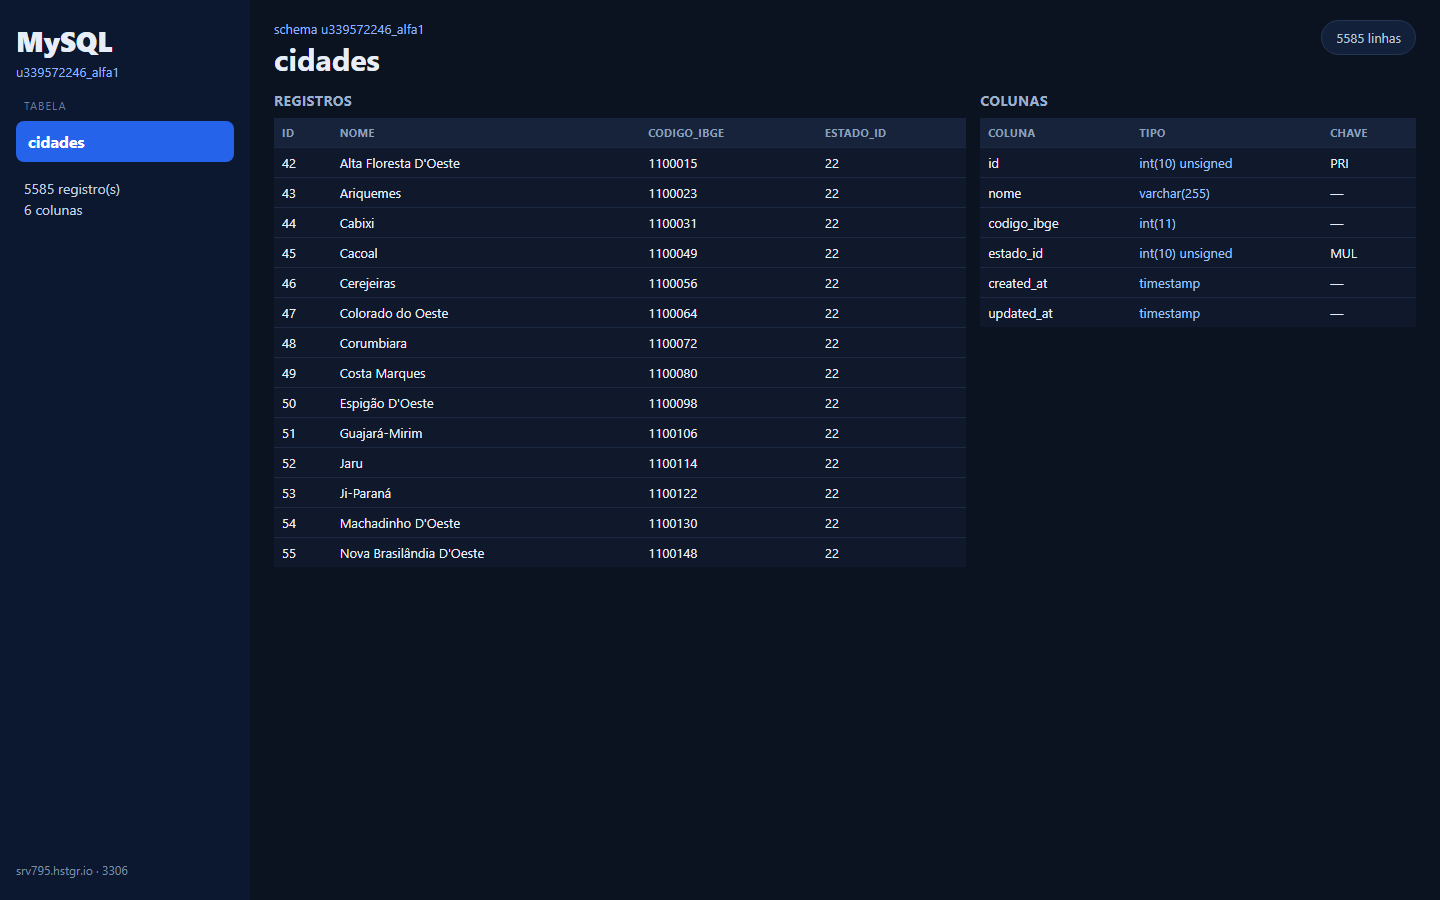 MySQL
u339572246_alfa1
TABELA
cidades
5585 registro(s)
6 colunas
srv795.hstgr.io · 3306
schema u339572246_alfa1
cidades
5585 linhas
REGISTROS
ID NOME CODIGO_IBGE ESTADO_ID
42 Alta Floresta D'Oeste 1100015 22
43 Ariquemes 1100023 22
44 Cabixi 1100031 22
45 Cacoal 1100049 22
46 Cerejeiras 1100056 22
47 Colorado do Oeste 1100064 22
48 Corumbiara 1100072 22
49 Costa Marques 1100080 22
50 Espigão D'Oeste 1100098 22
51 Guajará-Mirim 1100106 22
52 Jaru 1100114 22
53 Ji-Paraná 1100122 22
54 Machadinho D'Oeste 1100130 22
55 Nova Brasilândia D'Oeste 1100148 22
COLUNAS
COLUNA TIPO CHAVE
id int(10) unsigned PRI
nome varchar(255) —
codigo_ibge int(11) —
estado_id int(10) unsigned MUL
created_at timestamp —
updated_at timestamp —